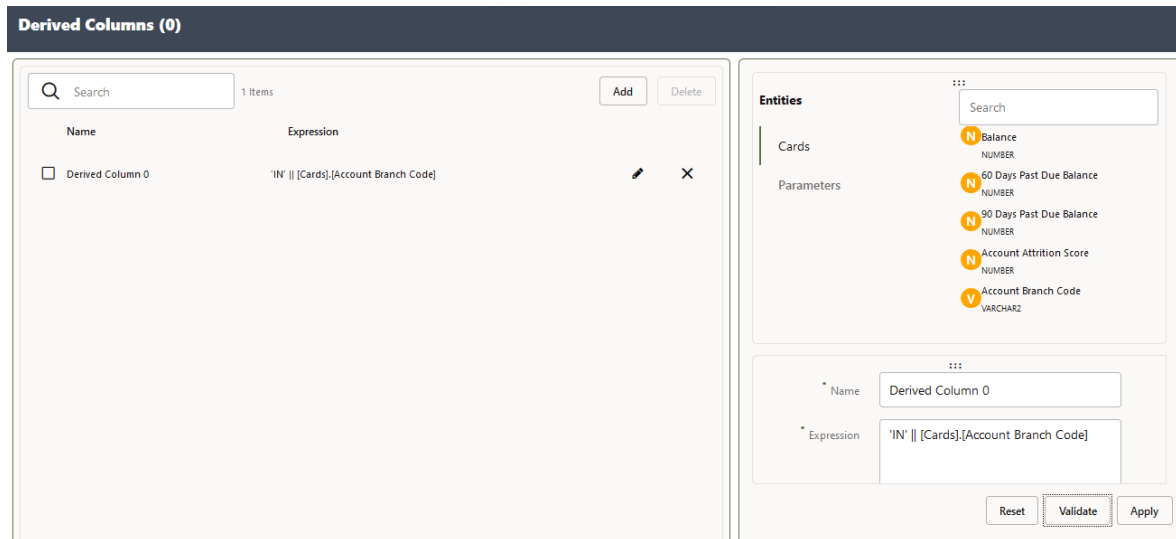 Derived Columns (0)
Search
1 Items
Add
Delete
Name
Expression
Derived Column 0
'IN' || [Cards].[Account Branch Code]
Entities
Cards
Parameters
Search
N
Balance
NUMBER
N
60 Days Past Due Balance
NUMBER
N
90 Days Past Due Balance
NUMBER
N
Account Attrition Score
NUMBER
V
Account Branch Code
VARCHAR2
* Name
Derived Column 0
* Expression
'IN' || [Cards].[Account Branch Code]
Reset
Validate
Apply